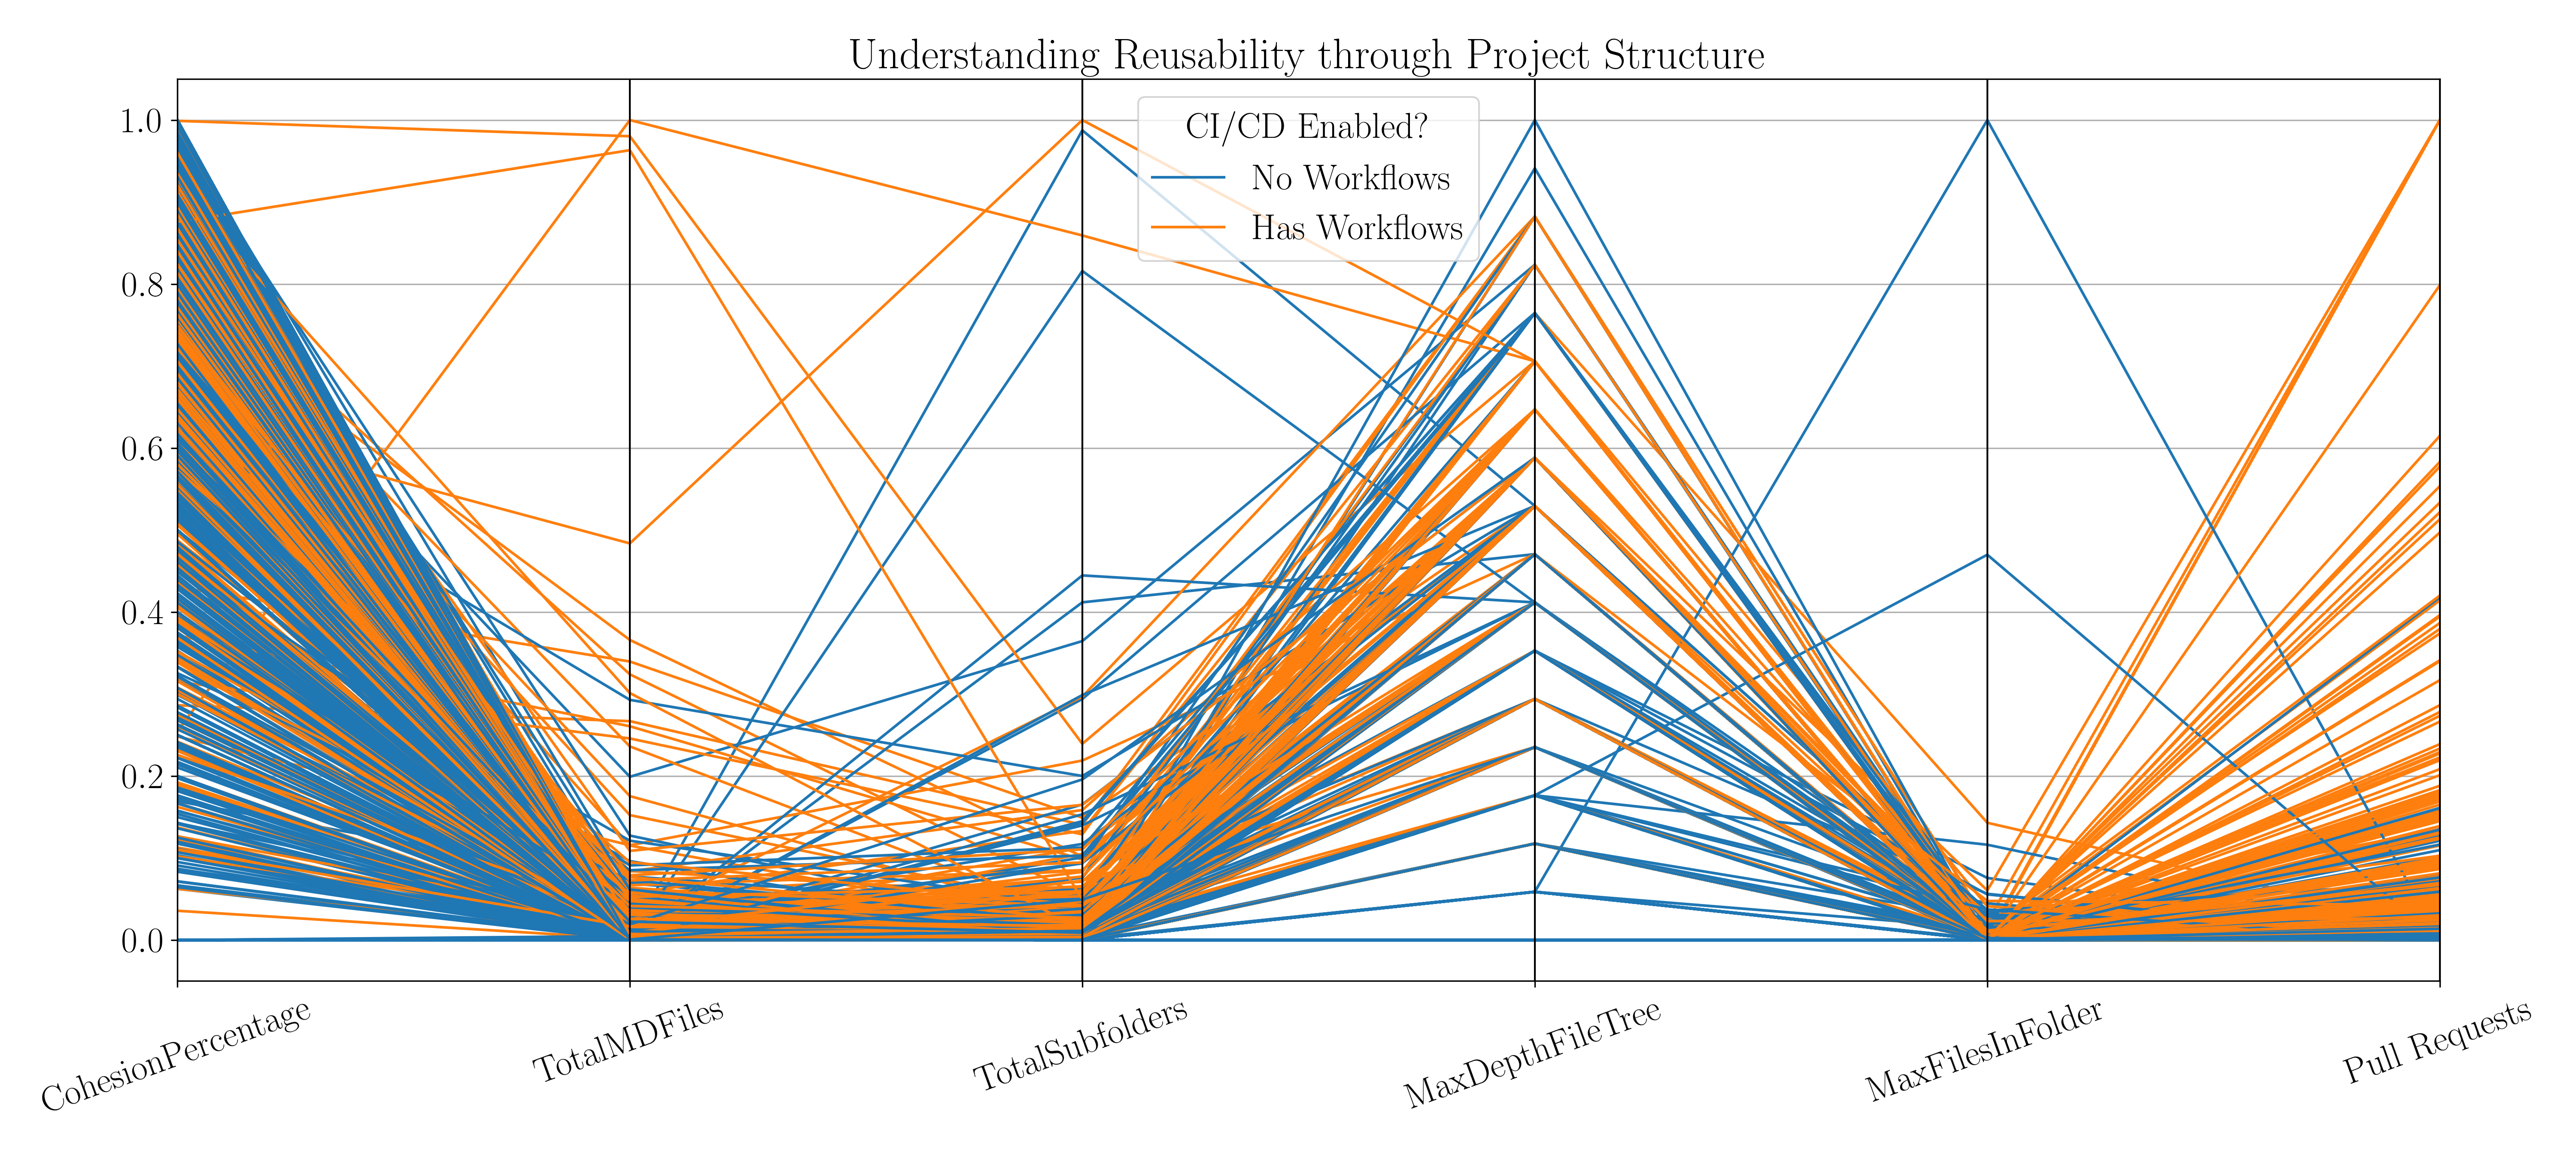 Understanding Reusability through Project Structure
CI/CD Enabled?
No Workflows
Has Workflows
1.0
0.8
0.6
0.4
0.2
0.0
CohesionPercentage
TotalMDFiles
TotalSubfolders
MaxDepthFileTree
MaxFilesInFolder
Pull Requests